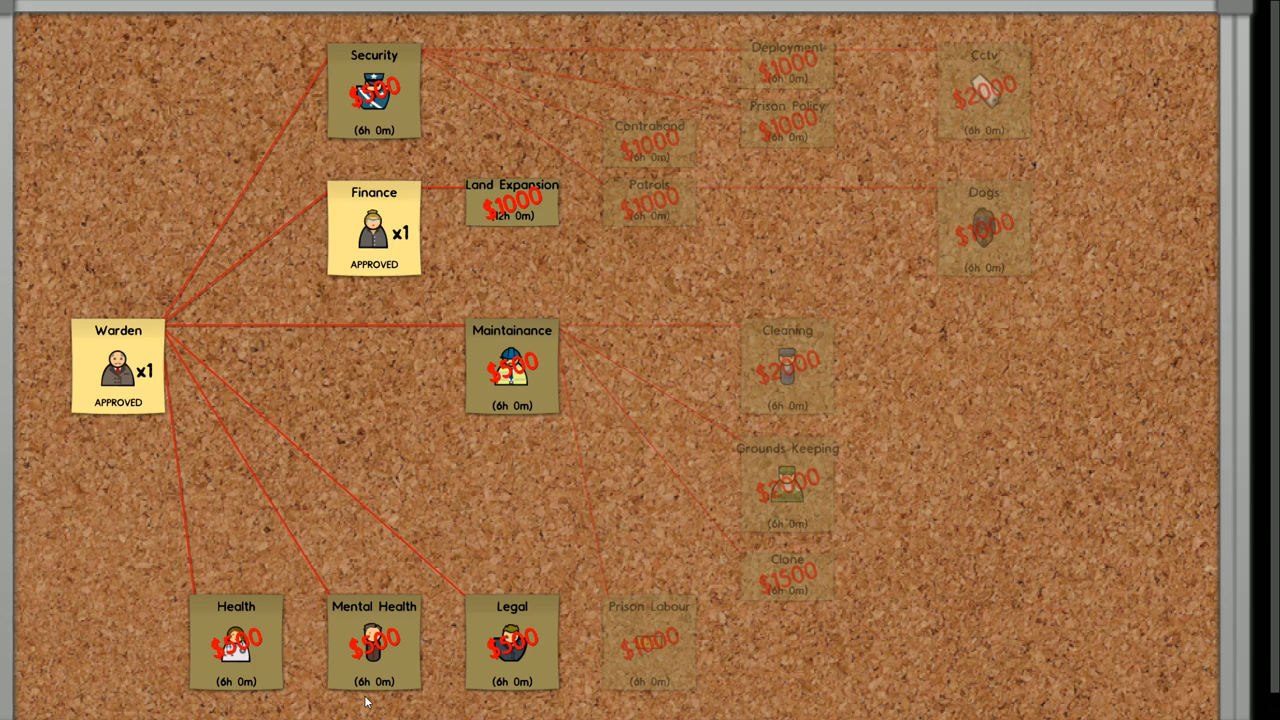 Security
$500
(6h 0m)
Deployment
$1000
(6h 0m)
Cctv
$2000
(6h 0m)
Prison Policy
$1000
(6h 0m)
Contraband
$1000
(6h 0m)
Finance
x1
APPROVED
Land Expansion
$1000
(12h 0m)
Patrols
$1000
(6h 0m)
Dogs
$1000
(6h 0m)
Warden
x1
APPROVED
Maintainance
$500
(6h 0m)
Cleaning
$2000
(6h 0m)
Grounds Keeping
$2000
(6h 0m)
Clone
$1500
(6h 0m)
Health
$500
(6h 0m)
Mental Health
$500
(6h 0m)
Legal
$500
(6h 0m)
Prison Labour
$1000
(6h 0m)